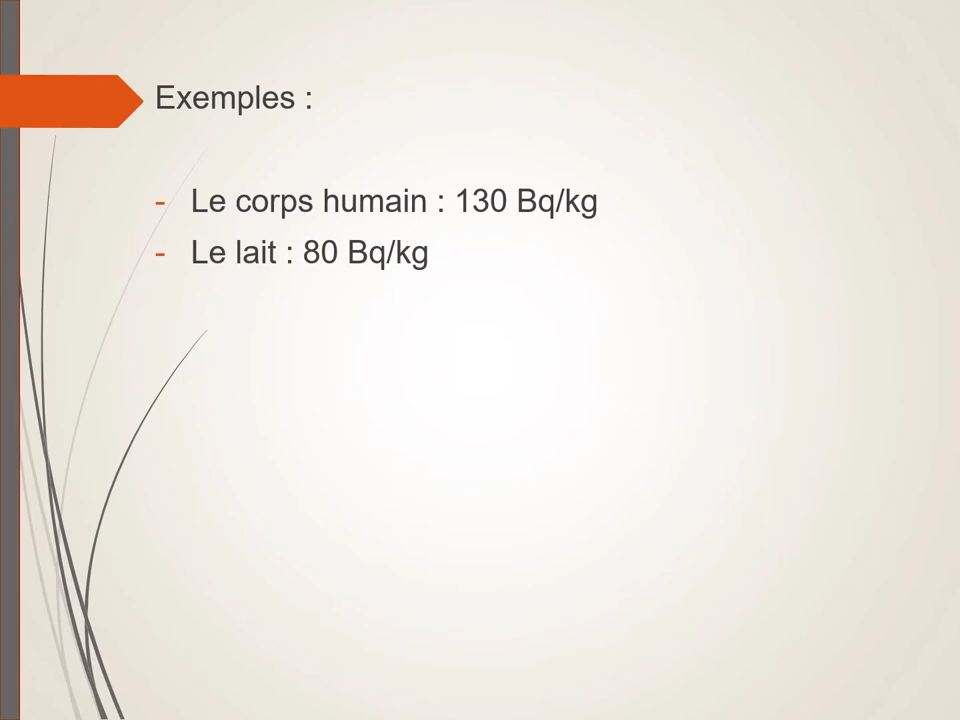 Exemples :
- Le corps humain : 130 Bq/kg
- Le lait : 80 Bq/kg